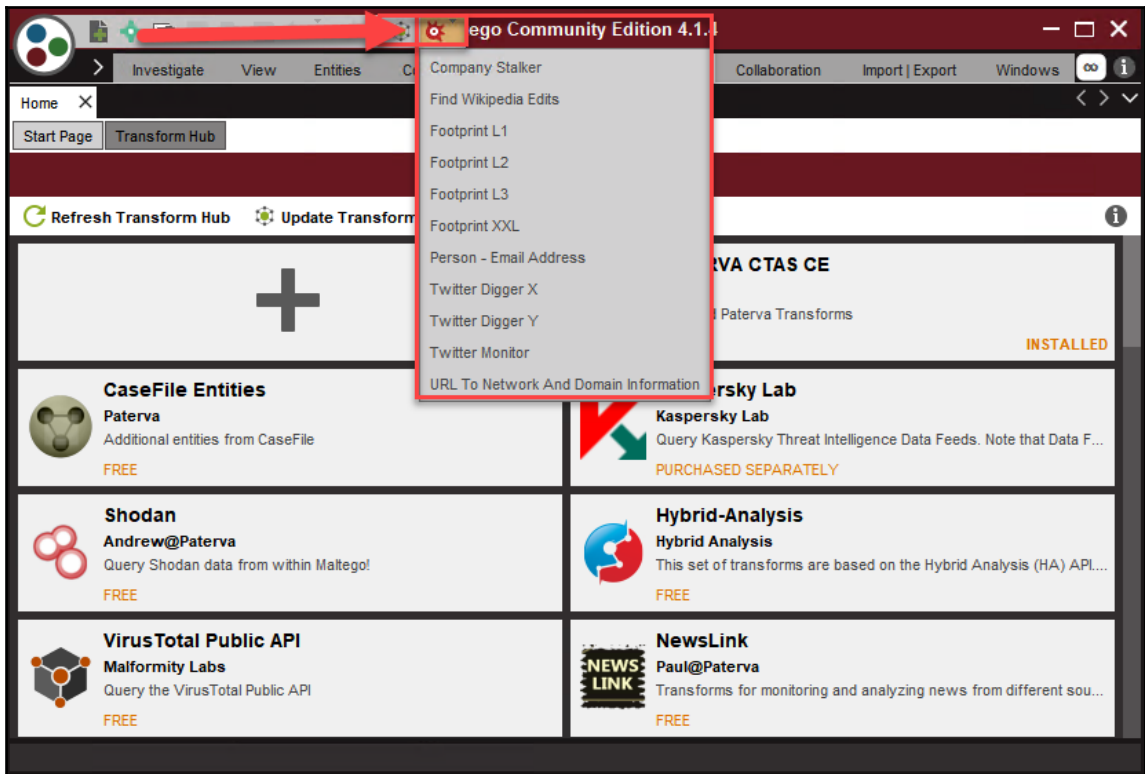 ego Community Edition 4.1.4
Investigate View Entities Collaboration Import | Export Windows
Home
Start Page Transform Hub
Company Stalker
Find Wikipedia Edits
Footprint L1
Footprint L2
Footprint L3
Footprint XXL
Person - Email Address
Twitter Digger X
Twitter Digger Y
Twitter Monitor
URL To Network And Domain Information
Refresh Transform Hub Update Transform
VA CTAS CE
Paterva Transforms
INSTALLED
CaseFile Entities
Paterva
Additional entities from CaseFile
FREE
ersky Lab
Kaspersky Lab
Query Kaspersky Threat Intelligence Data Feeds. Note that Data F...
PURCHASED SEPARATELY
Shodan
Andrew@Paterva
Query Shodan data from within Maltego!
FREE
Hybrid-Analysis
Hybrid Analysis
This set of transforms are based on the Hybrid Analysis (HA) API....
FREE
VirusTotal Public API
Malformity Labs
Query the VirusTotal Public API
FREE
NEWS
LINK
NewsLink
Paul@Paterva
Transforms for monitoring and analyzing news from different sou...
FREE